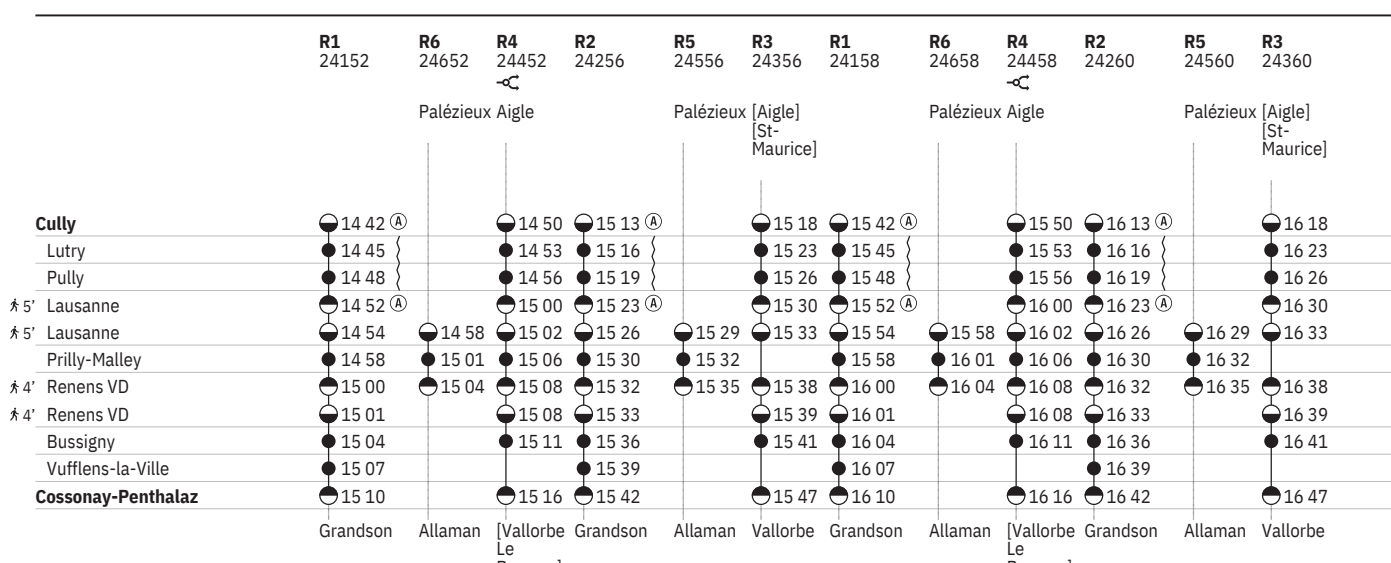 R1 R6 R4 R2 R5 R3 R1 R6 R4 R2 R5 R3
24152 24652 24452 24256 24556 24356 24158 24658 24458 24260 24560 24360
Palézieux Aigle Palézieux [Aigle] Palézieux Aigle Palézieux [Aigle]
[St- [St-
Maurice] Maurice]
Cully 14 42 A 14 50 15 13 A 15 18 15 42 A 15 50 16 13 A 16 18
Lutry 14 45 14 53 15 16 15 23 15 45 15 53 16 16 16 23
Pully 14 48 14 56 15 19 15 26 15 48 15 56 16 19 16 26
5' Lausanne 14 52 A 15 00 15 23 A 15 30 15 52 A 16 00 16 23 A 16 30
5' Lausanne 14 54 14 58 15 02 15 26 15 29 15 33 15 54 15 58 16 02 16 26 16 29 16 33
Prilly-Malley 14 58 15 01 15 06 15 30 15 32 15 58 16 01 16 06 16 30 16 32
4' Renens VD 15 00 15 04 15 08 15 32 15 35 15 38 16 00 16 04 16 08 16 32 16 35 16 38
4' Renens VD 15 01 15 08 15 33 15 39 16 01 16 08 16 33 16 39
Bussigny 15 04 15 11 15 36 15 41 16 04 16 11 16 36 16 41
Vufflens-la-Ville 15 07 15 39 16 07 16 39
Cossonay-Penthalaz 15 10 15 16 15 42 15 47 16 10 16 16 16 42 16 47
Grandson Allaman [Vallorbe Grandson Allaman Vallorbe Grandson Allaman [Vallorbe Grandson Allaman Vallorbe
Le Le